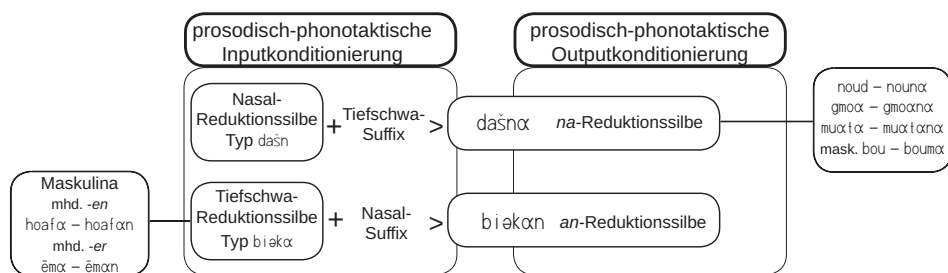 prosodisch-phonotaktische
Inputkonditionierung
prosodisch-phonotaktische
Outputkonditionierung
Nasal-
Reduktionssilbe
Typ dašn
+
Tiefschwa-
Suffix
>
dašnɑ na-Reduktionssilbe
noud – nounɑ
gmoɑ – gmoɑnɑ
muɑtɑ – muɑtɑnɑ
mask. bou – boumɑ
Maskulina
mhd. -en
hoafɑ – hoafɑn
mhd. -er
ēmɑ – ēmɑn
Tiefschwa-
Reduktionssilbe
Typ biəkɑ
+
Nasal-
Suffix
>
biəkɑn an-Reduktionssilbe